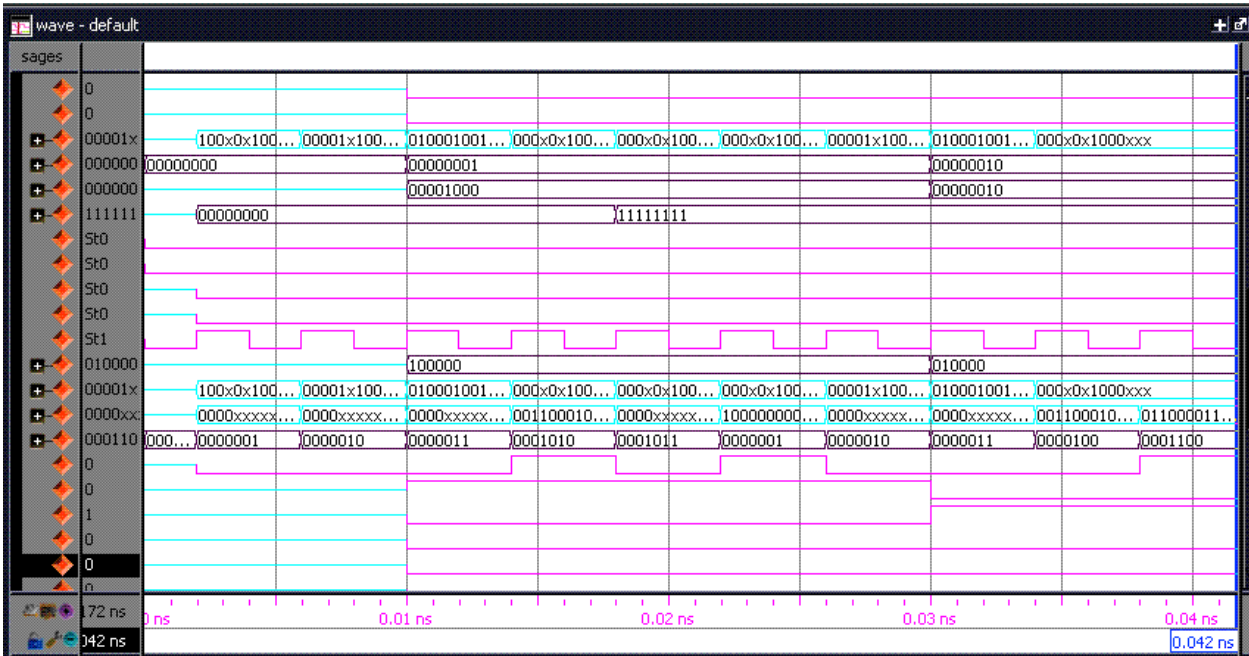 wave - default
sages
0
0
00001x 100x0x100... 00001x100... 010001001... 000x0x100... 000x0x100... 000x0x100... 00001x100... 010001001... 000x0x1000xxx
000000 00000000 00000001 00000010
000000 00001000 00000010
111111 00000000 11111111
St0
St0
St0
St0
St1
010000 100000 010000
00001x 100x0x100... 00001x100... 010001001... 000x0x100... 000x0x100... 000x0x100... 00001x100... 010001001... 000x0x1000xxx
0000xx: 0000xxxxx... 0000xxxxx... 0000xxxxx... 001100010... 0000xxxxx... 100000000... 0000xxxxx... 0000xxxxx... 001100010... 011000011...
000110 000... 0000001 0000010 0000011 0001010 0001011 0000001 0000010 0000011 0000100 0001100
0
0
1
0
0
0
172 ns 0 ns 0.01 ns 0.02 ns 0.03 ns 0.04 ns
042 ns 0.042 ns